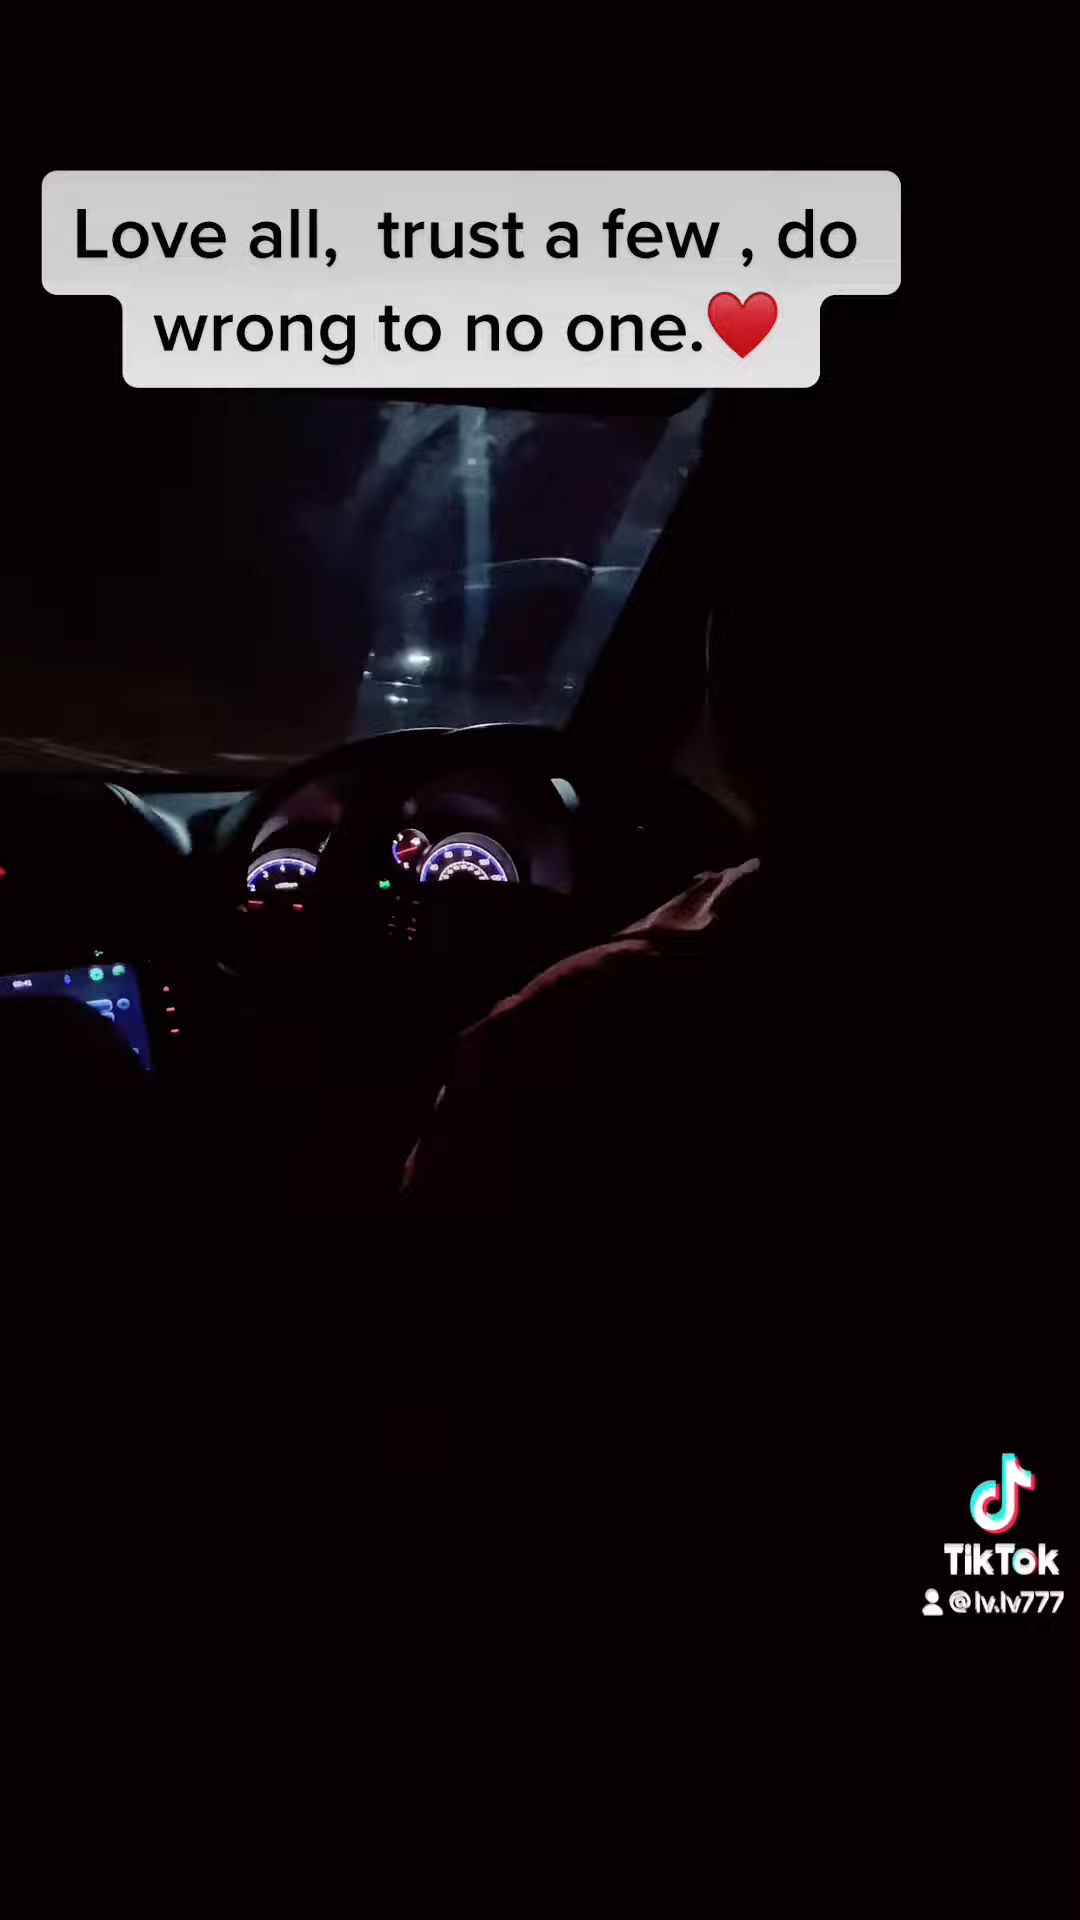 Love all,  trust a few , do
wrong to no one.❤️
TikTok
@lv.lv777